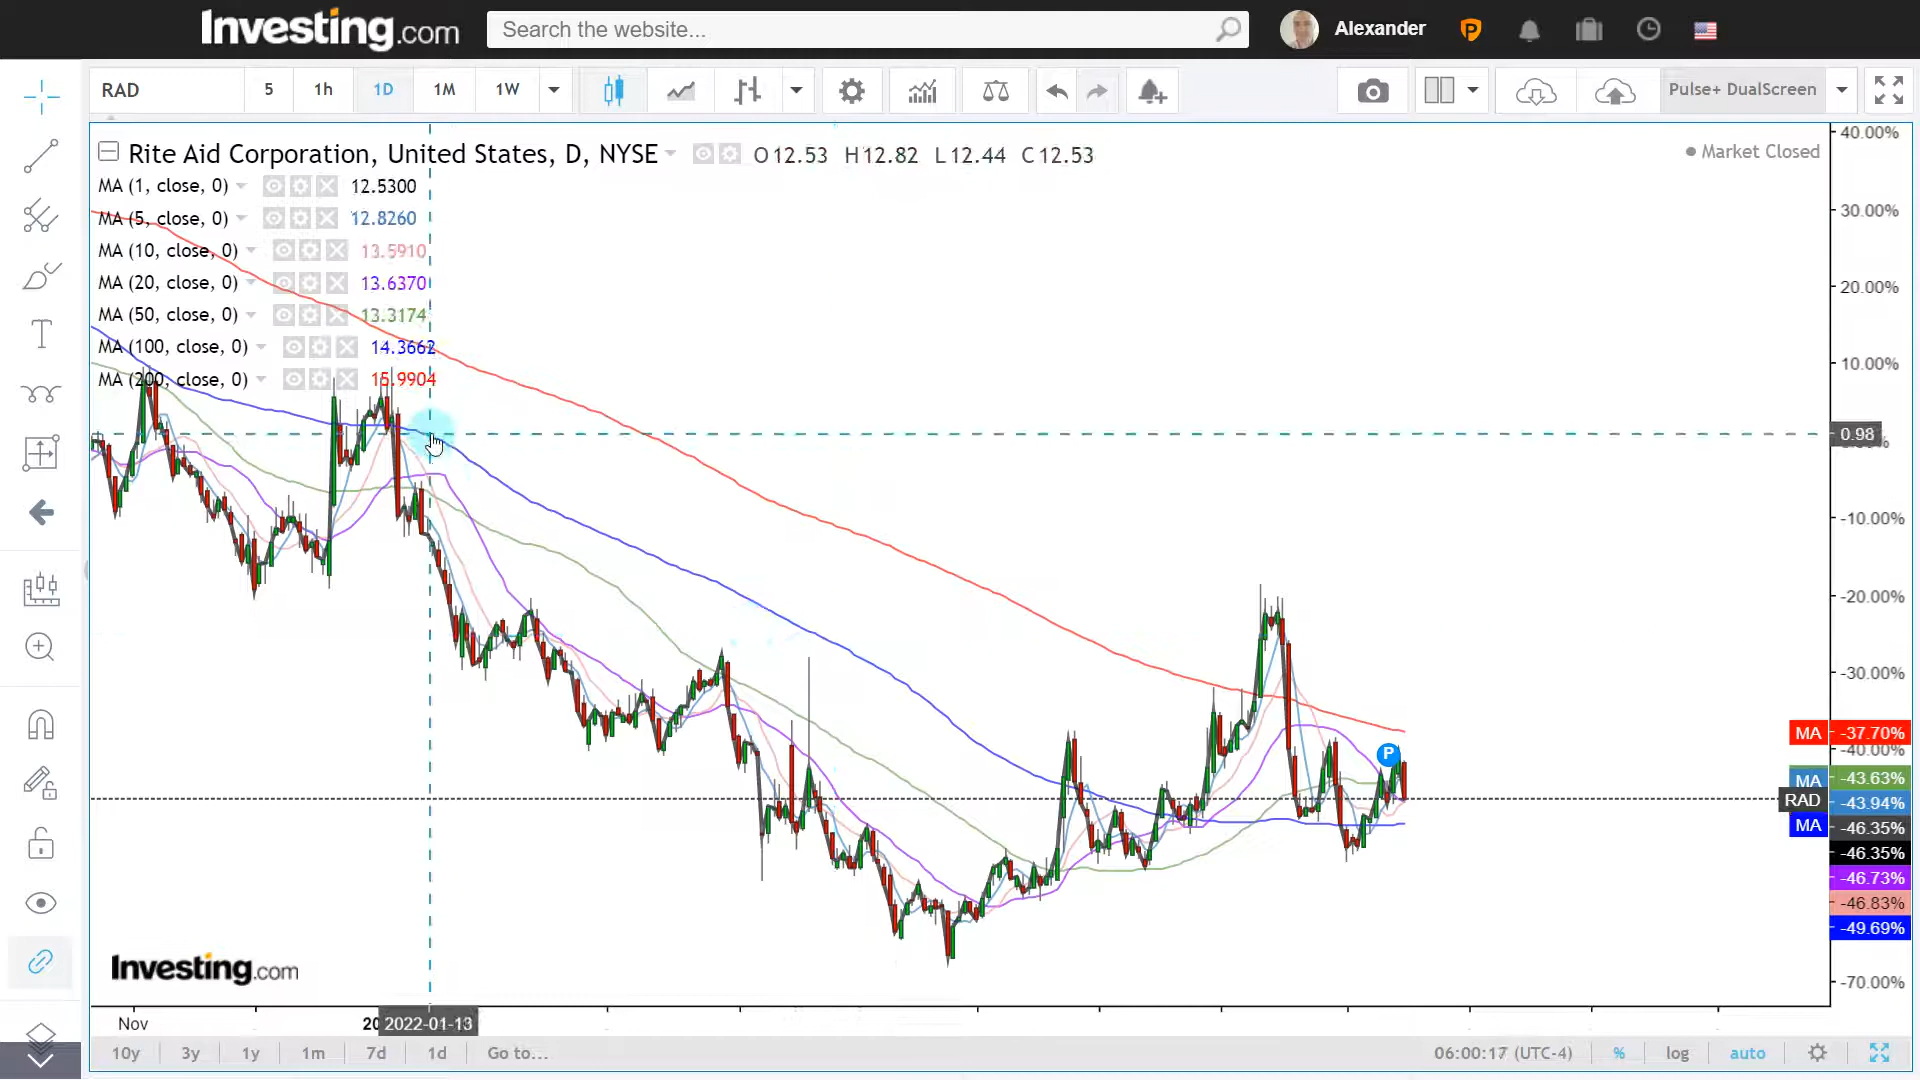 Investing.com
Search the website...
Alexander
RAD 5 1h 1D 1M 1W
Pulse+ DualScreen
Rite Aid Corporation, United States, D, NYSE O 12.53 H 12.82 L 12.44 C 12.53
Market Closed
MA (1, close, 0) 12.5300
MA (5, close, 0) 12.8260
MA (10, close, 0) 13.5910
MA (20, close, 0) 13.6370
MA (50, close, 0) 13.3174
MA (100, close, 0) 14.3662
MA (200, close, 0) 15.9904
40.00%
30.00%
20.00%
10.00%
0.98
-10.00%
-20.00%
-30.00%
P
MA -37.70%
-40.00%
MA -43.63%
RAD -43.94%
MA -46.35%
-46.35%
-46.73%
-46.83%
-49.69%
-70.00%
Investing.com
Nov 2022-01-13
10y 3y 1y 1m 7d 1d Go to...
06:00:17 (UTC-4) % log auto